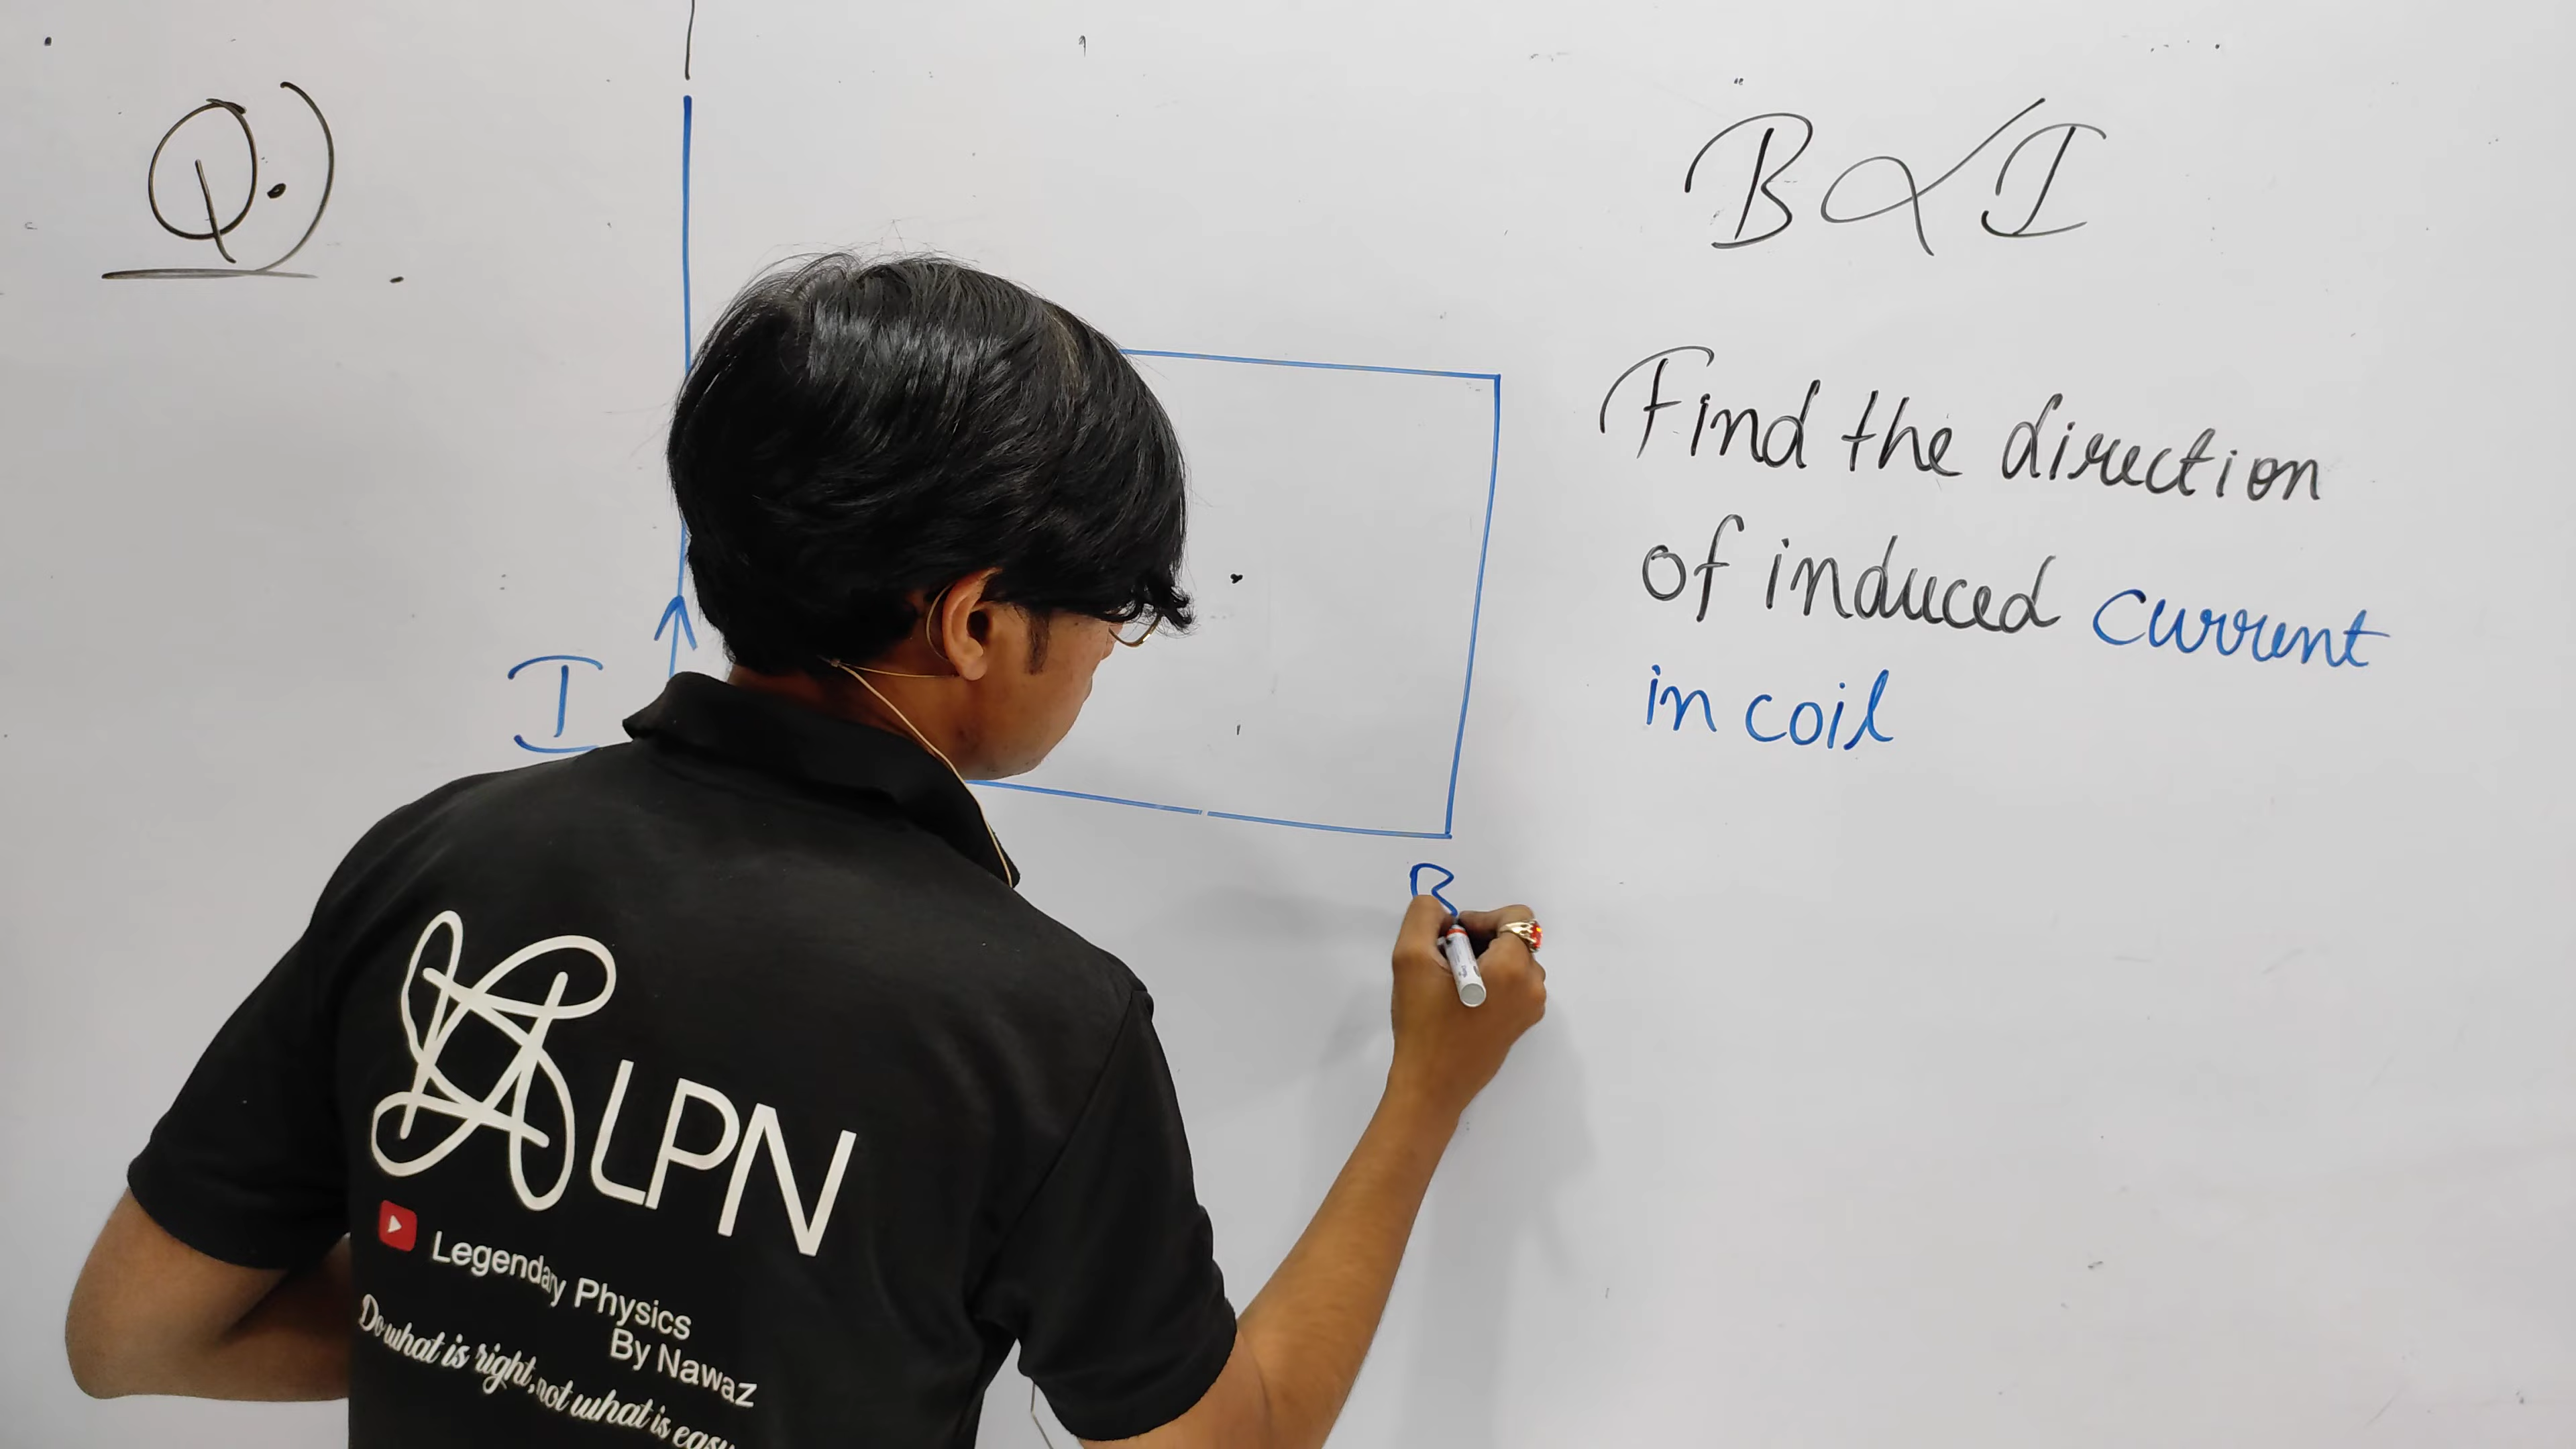 Q.)
B ∝ I
Find the direction
of induced current
in coil
I
B
LPN
Legendary Physics
By Nawaz
Do what is right, not what is easy